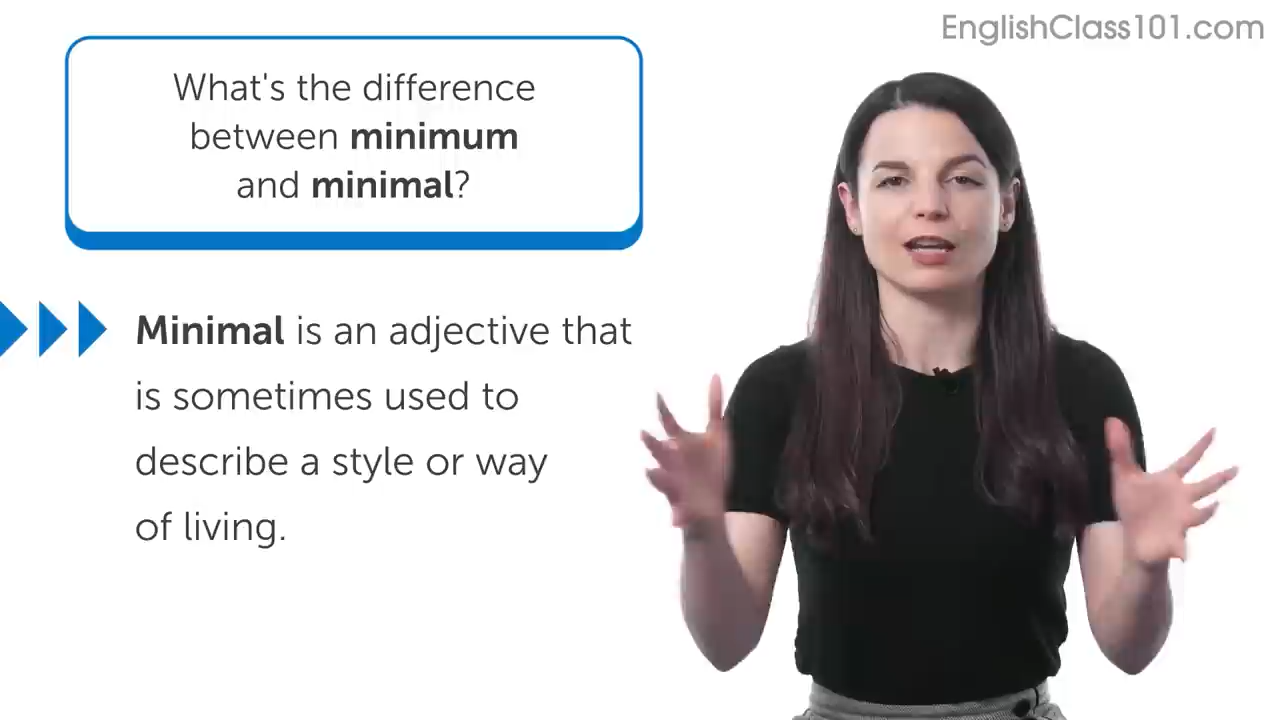 EnglishClass101.com
What's the difference
between minimum
and minimal?
Minimal is an adjective that
is sometimes used to
describe a style or way
of living.